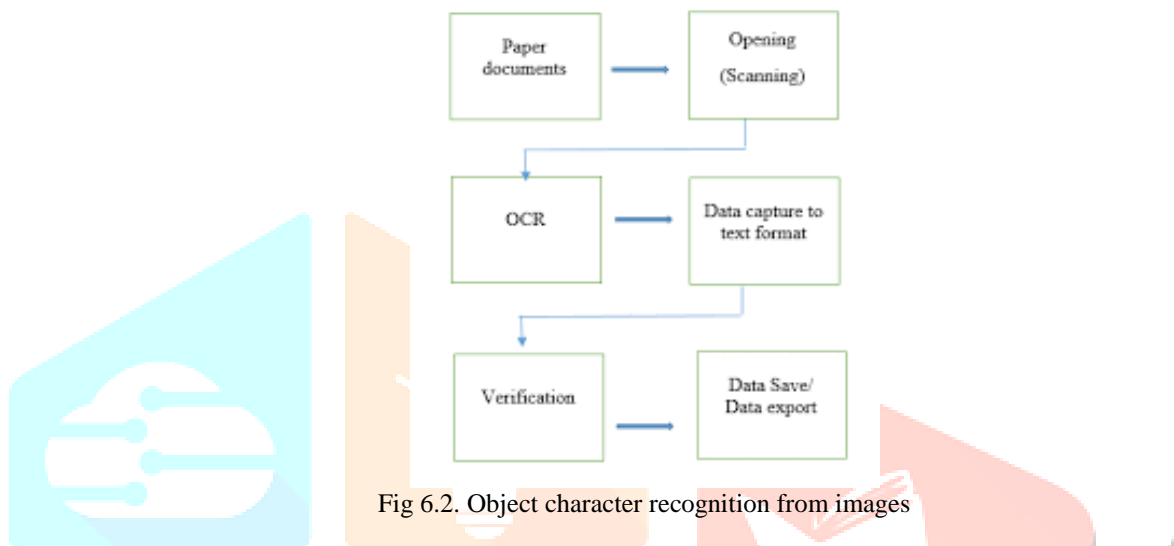 Paper
documents
Opening
(Scanning)
OCR
Data capture to
text format
Verification
Data Save/
Data export
Fig 6.2. Object character recognition from images